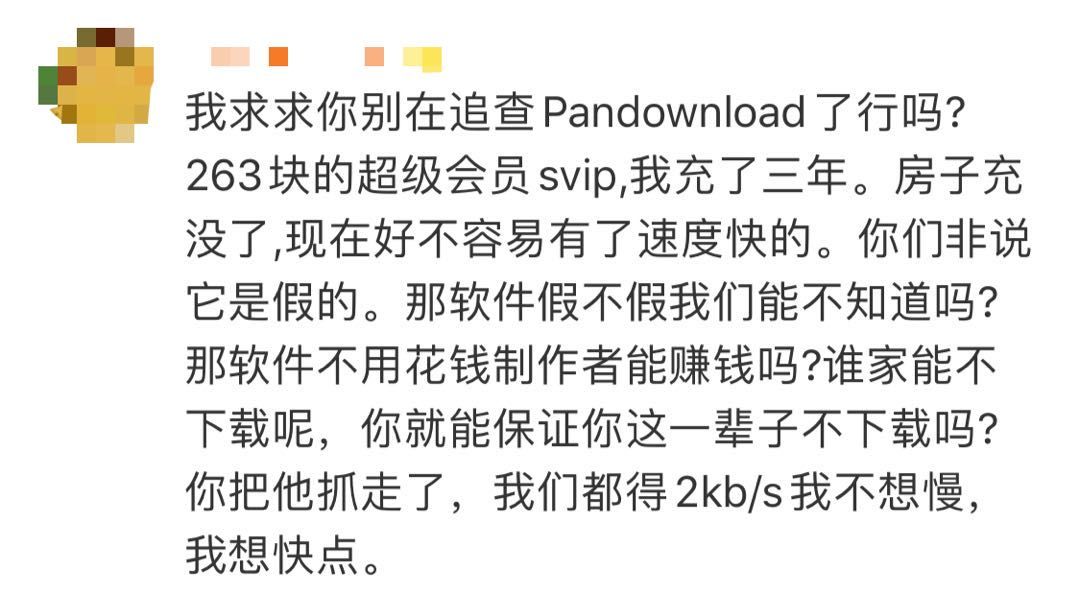 我求求你别在追查Pandownload了行吗?
263块的超级会员svip,我充了三年。房子充
没了,现在好不容易有了速度快的。你们非说
它是假的。那软件假不假我们能不知道吗?
那软件不用花钱制作者能赚钱吗?谁家能不
下载呢，你就能保证你这一辈子不下载吗?
你把他抓走了，我们都得2kb/s我不想慢，
我想快点。